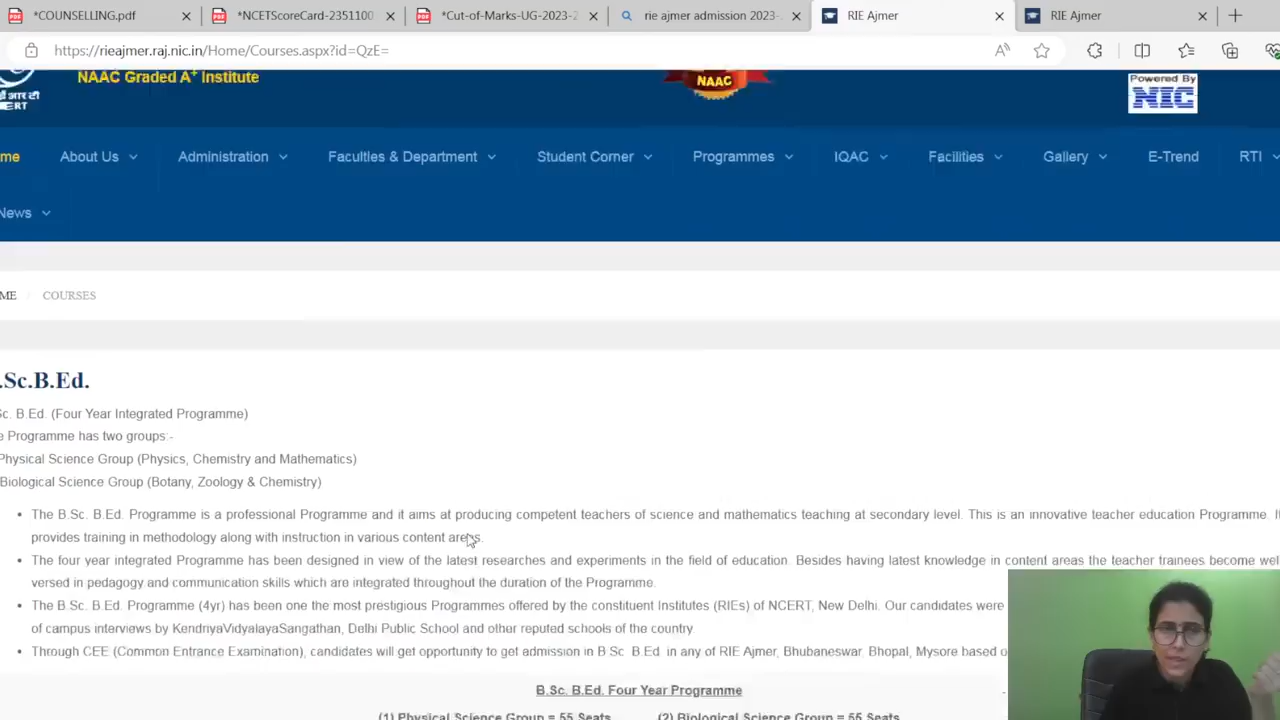 *COUNSELLING.pdf
*NCETScoreCard-2351100
*Cut-of-Marks-UG-2023-2
rie ajmer admission 2023-
RIE Ajmer
RIE Ajmer
https://rieajmer.raj.nic.in/Home/Courses.aspx?id=QzE=
NAAC Graded A+ Institute
NAAC
Powered By
NIC
आर टी
ERT
me
About Us
Administration
Faculties & Department
Student Corner
Programmes
IQAC
Facilities
Gallery
E-Trend
RTI
News
ME / COURSES
.Sc.B.Ed.
Sc. B Ed. (Four Year Integrated Programme)
e Programme has two groups:-
Physical Science Group (Physics, Chemistry and Mathematics)
Biological Science Group (Botany, Zoology & Chemistry)
• The B.Sc. B.Ed. Programme is a professional Programme and it aims at producing competent teachers of science and mathematics teaching at secondary level. This is an innovative teacher education Programme. It
provides training in methodology along with instruction in various content areas.
• The four year integrated Programme has been designed in view of the latest researches and experiments in the field of education. Besides having latest knowledge in content areas the teacher trainees become well
versed in pedagogy and communication skills which are integrated throughout the duration of the Programme.
• The B.Sc. B.Ed. Programme (4yr) has been one the most prestigious Programmes offered by the constituent Institutes (RIEs) of NCERT, New Delhi. Our candidates were
of campus interviews by KendriyaVidyalayaSangathan, Delhi Public School and other reputed schools of the country.
• Through CEE (Common Entrance Examination), candidates will get opportunity to get admission in B.Sc. B.Ed. in any of RIE Ajmer, Bhubaneswar, Bhopal, Mysore based o
B.Sc. B.Ed. Four Year Programme
(1) Physical Science Group = 55 Seats (2) Biological Science Group = 55 Seats